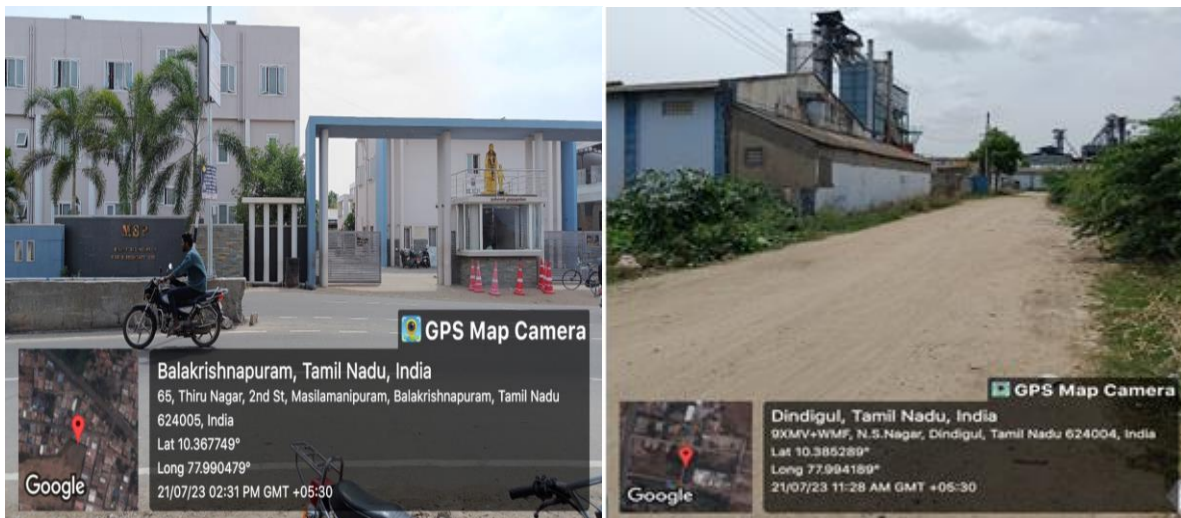 M.S.P
GPS Map Camera
Balakrishnapuram, Tamil Nadu, India
65, Thiru Nagar, 2nd St, Masilamanipuram, Balakrishnapuram, Tamil Nadu
624005, India
Lat 10.367749°
Long 77.990479°
21/07/23 02:31 PM GMT +05:30
Google
GPS Map Camera
Dindigul, Tamil Nadu, India
9XMV+WMF, N.S.Nagar, Dindigul, Tamil Nadu 624004, India
Lat 10.385289°
Long 77.994189°
21/07/23 11:28 AM GMT +05:30
Google